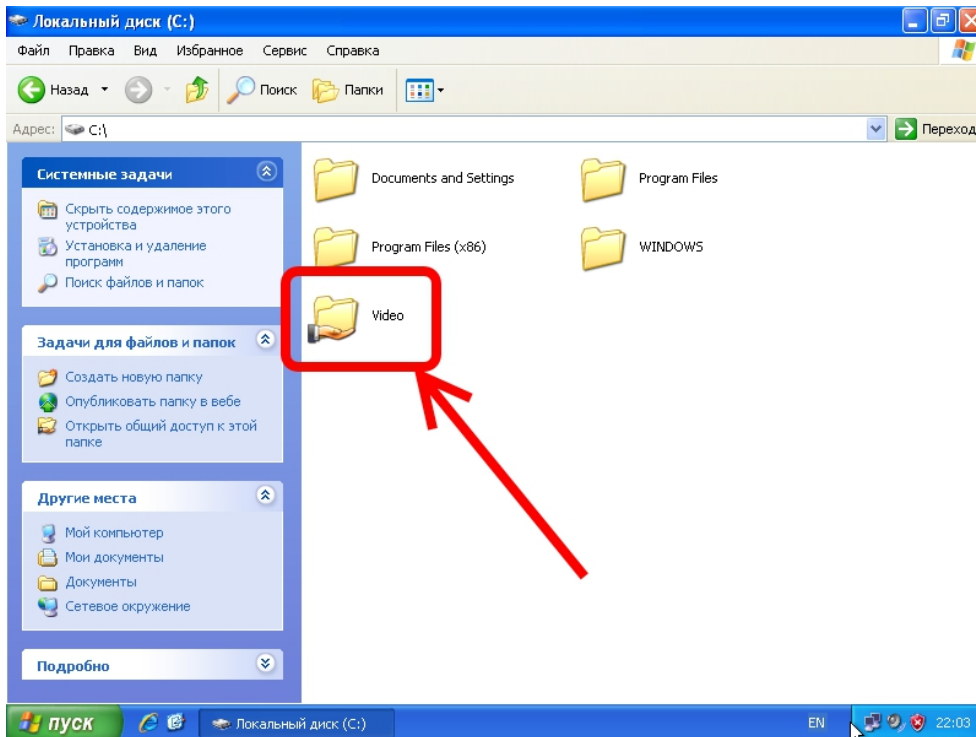 Локальный диск (C:)
Файл Правка Вид Избранное Сервис Справка
Назад Поиск Папки
Адрес: C:\ Переход
Системные задачи
Скрыть содержимое этого
устройства
Установка и удаление
программ
Поиск файлов и папок
Задачи для файлов и папок
Создать новую папку
Опубликовать папку в вебе
Открыть общий доступ к этой
папке
Другие места
Мой компьютер
Мои документы
Документы
Сетевое окружение
Подробно
Documents and Settings
Program Files
Program Files (x86)
WINDOWS
Video
пуск Локальный диск (C:) EN 22:03